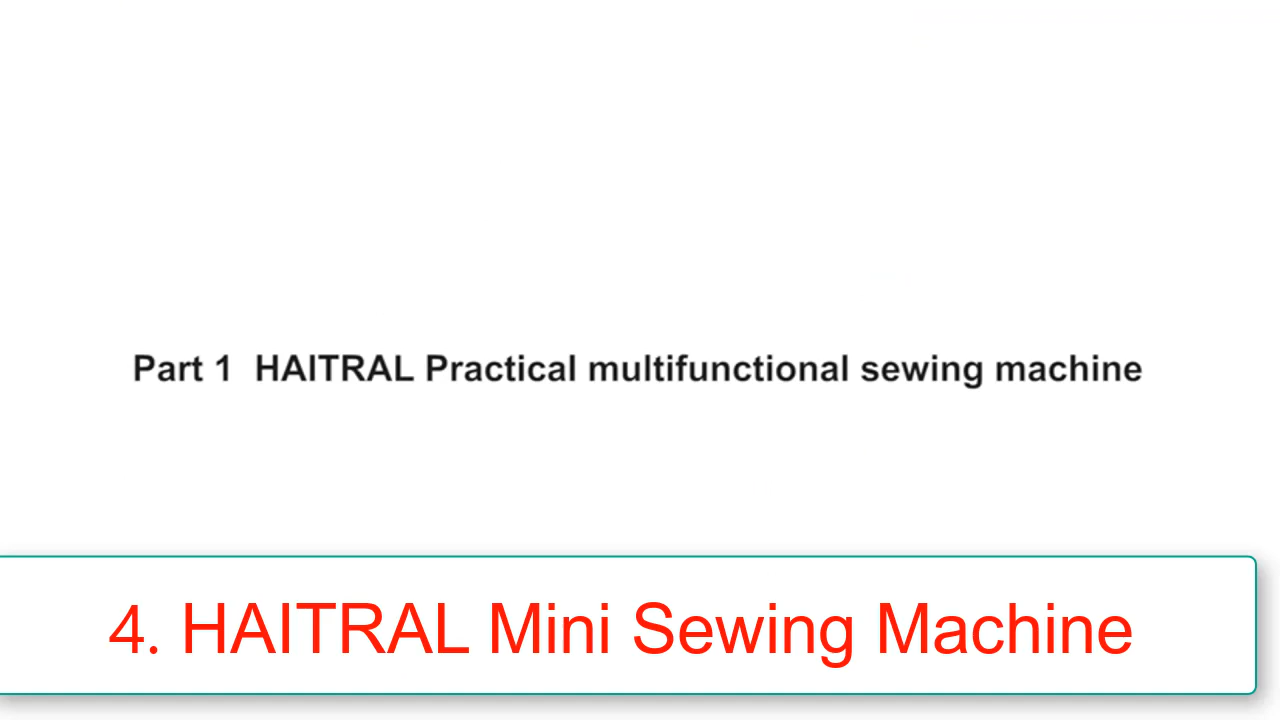 Part 1 HAITRAL Practical multifunctional sewing machine
4. HAITRAL Mini Sewing Machine